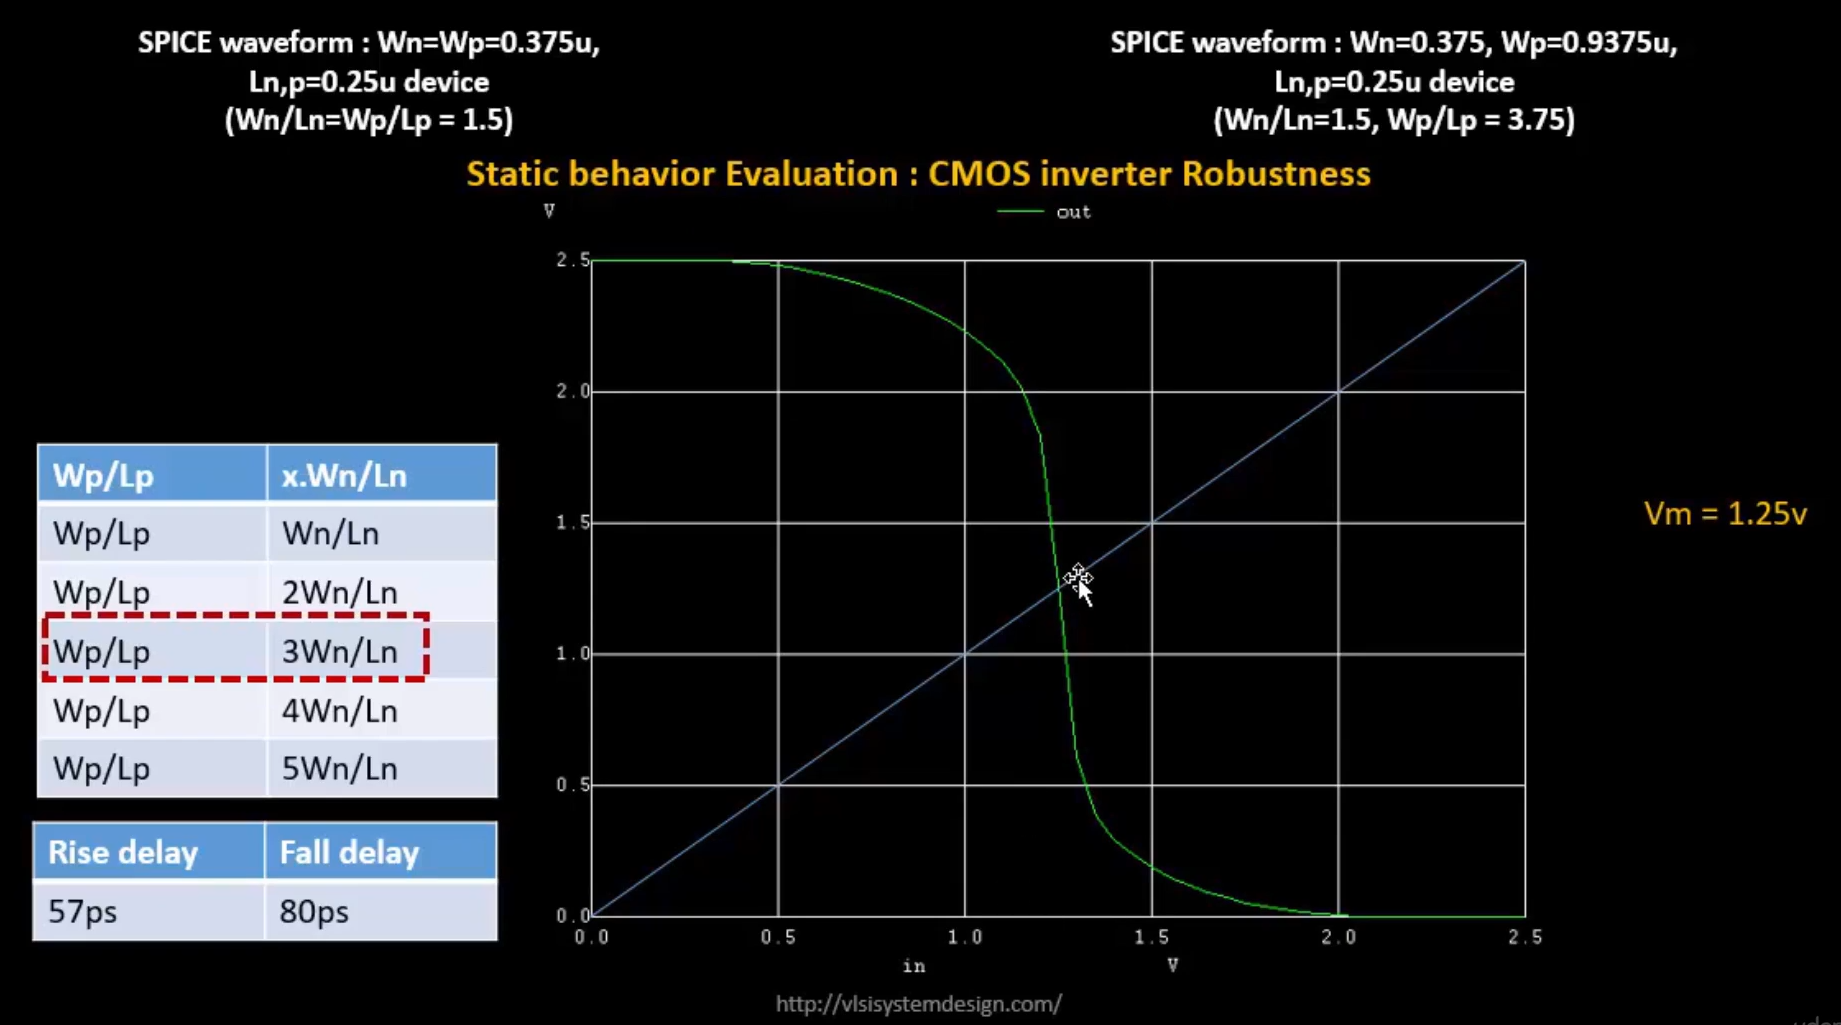 SPICE waveform : Wn=Wp=0.375u,
Ln,p=0.25u device
(Wn/Ln=Wp/Lp = 1.5)
SPICE waveform : Wn=0.375, Wp=0.9375u,
Ln,p=0.25u device
(Wn/Ln=1.5, Wp/Lp = 3.75)
Static behavior Evaluation : CMOS inverter Robustness
V
out
2.5
2.0
1.5
1.0
0.5
0.0
0.0 0.5 1.0 1.5 2.0 2.5
in V
Vm = 1.25v
Wp/Lp x.Wn/Ln
Wp/Lp Wn/Ln
Wp/Lp 2Wn/Ln
Wp/Lp 3Wn/Ln
Wp/Lp 4Wn/Ln
Wp/Lp 5Wn/Ln
Rise delay Fall delay
57ps 80ps
http://vlsisystemdesign.com/